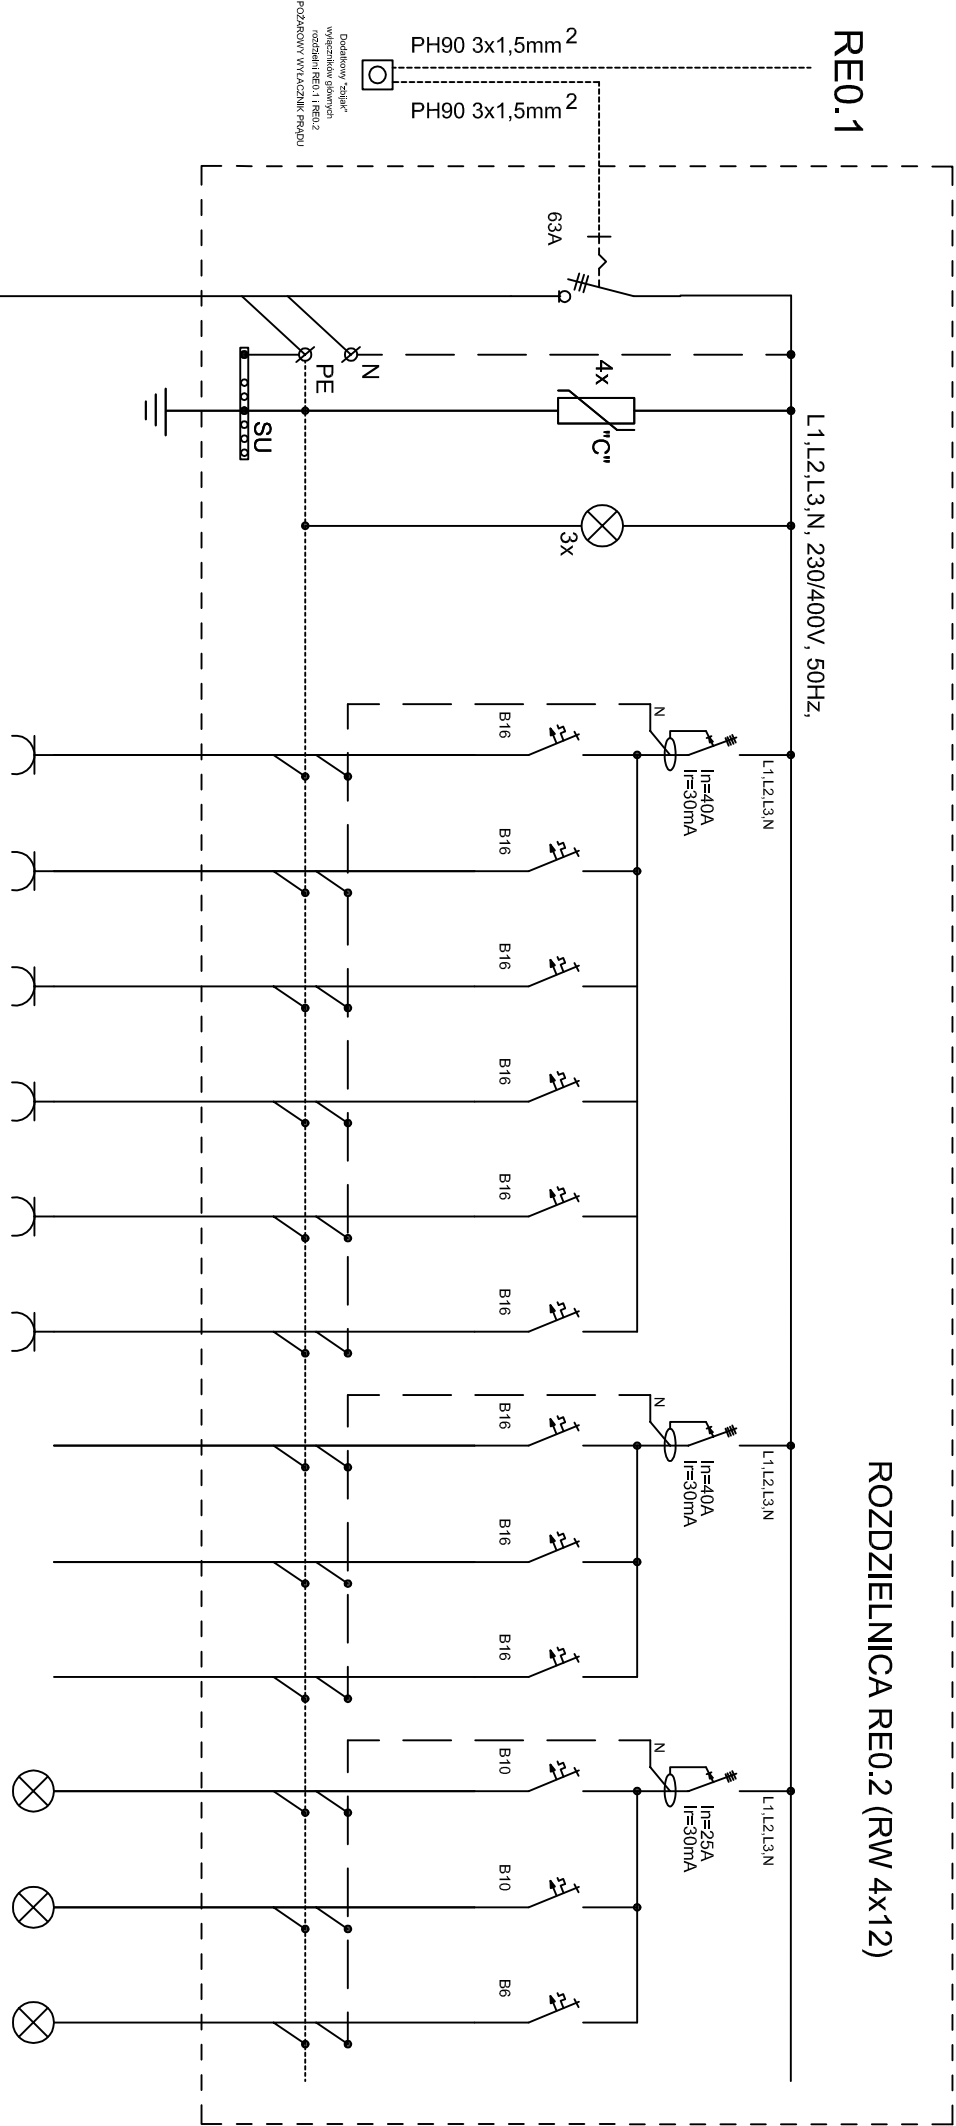 RE0.1
ROZDZIELNICA RE0.2 (RW 4x12)
PH90 3x1,5mm2
PH90 3x1,5mm2
Dodatkowy "zbijak"
wyłączników głównych
rozdzielni RE0.1 i RE0.2
POŻAROWY WYŁĄCZNIK PRĄDU
L1,L2,L3,N, 230/400V, 50Hz,
63A
N
PE
SU
4x
"C"
3x
L1,L2,L3,N
In=40A
Ir=30mA
N
B16
B16
B16
B16
B16
B16
L1,L2,L3,N
In=40A
Ir=30mA
N
B16
B16
B16
L1,L2,L3,N
In=25A
Ir=30mA
N
B10
B10
B6